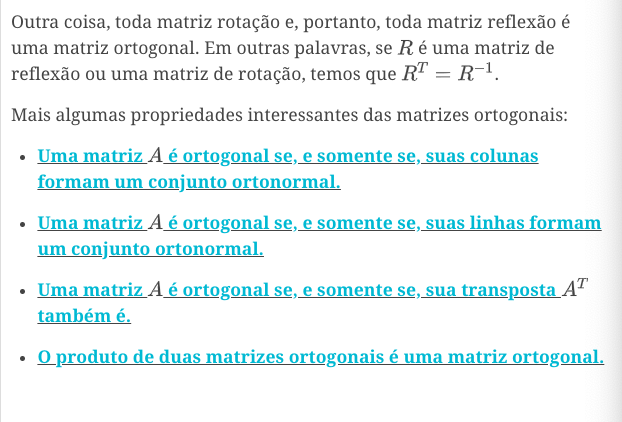 Outra coisa, toda matriz rotação e, portanto, toda matriz reflexão é
uma matriz ortogonal. Em outras palavras, se R é uma matriz de
reflexão ou uma matriz de rotação, temos que Rᵀ = R⁻¹.
Mais algumas propriedades interessantes das matrizes ortogonais:
• Uma matriz A é ortogonal se, e somente se, suas colunas
formam um conjunto ortonormal.
• Uma matriz A é ortogonal se, e somente se, suas linhas formam
um conjunto ortonormal.
• Uma matriz A é ortogonal se, e somente se, sua transposta Aᵀ
também é.
• O produto de duas matrizes ortogonais é uma matriz ortogonal.